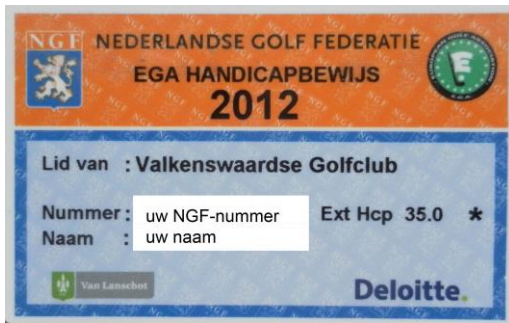 NGF NEDERLANDSE GOLF FEDERATIE
EGA HANDICAPBEWIJS
2012
Lid van : Valkenswaardse Golfclub
Nummer : uw NGF-nummer Ext Hcp 35.0 *
Naam : uw naam
Van Lanschot Deloitte.